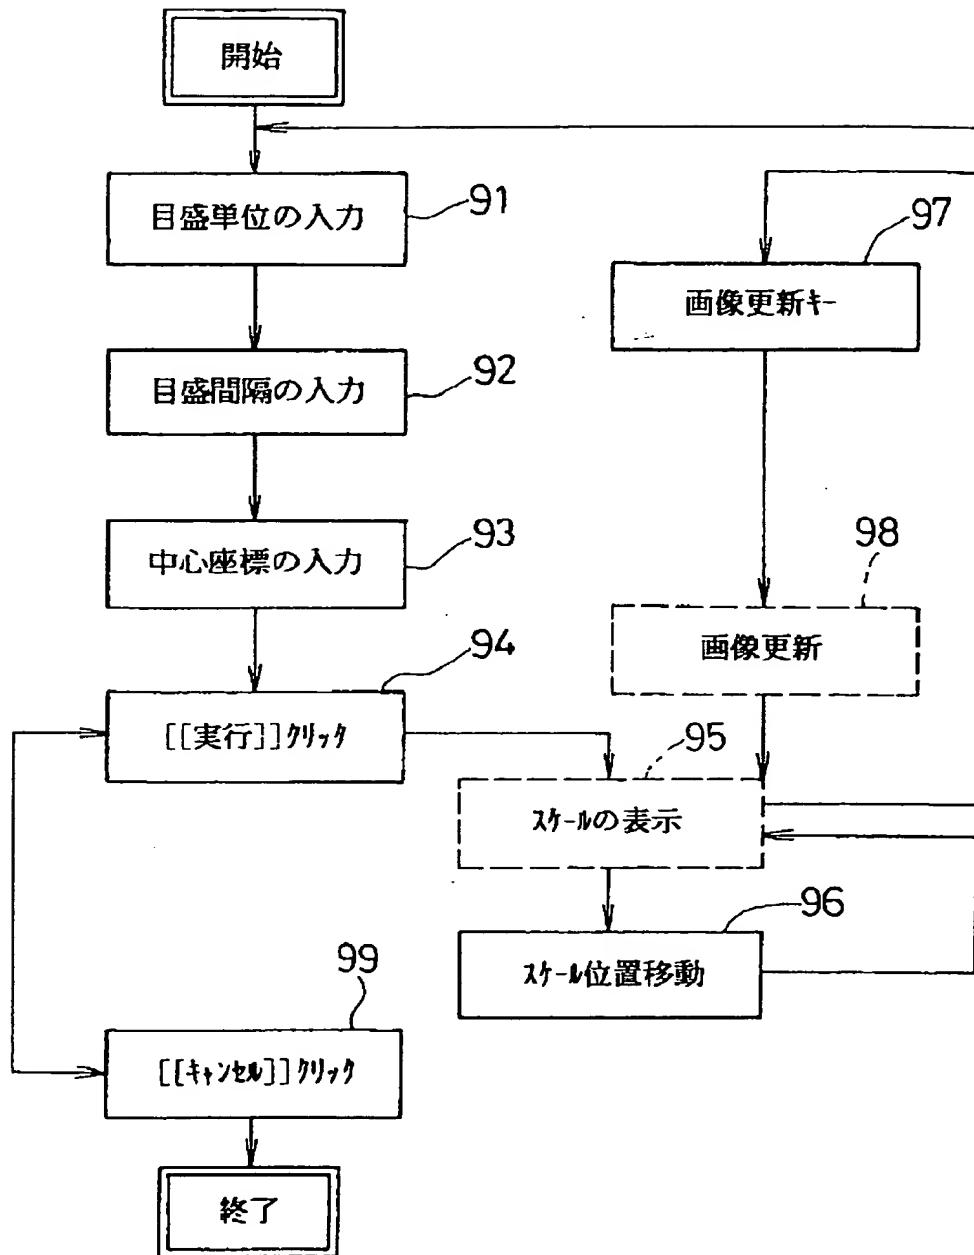 開始
目盛単位の入力
91
目盛間隔の入力
92
中心座標の入力
93
[[実行]]ｸﾘｯｸ
94
画像更新ｷｰ
97
画像更新
98
ｽｹｰﾙの表示
95
ｽｹｰﾙ位置移動
96
[[ｷｬﾝｾﾙ]]ｸﾘｯｸ
99
終了